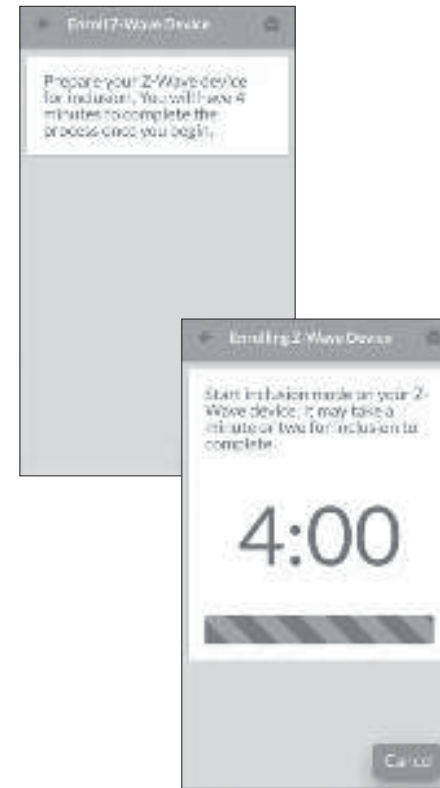 Enroll Z-Wave Device
Prepare your Z-Wave device
for inclusion. You will have 4
minutes to complete the
process once you begin.
Enrolling Z-Wave Device
Start inclusion mode on your Z-
Wave device. It may take a
minute or two for inclusion to
complete.
4:00
Cancel